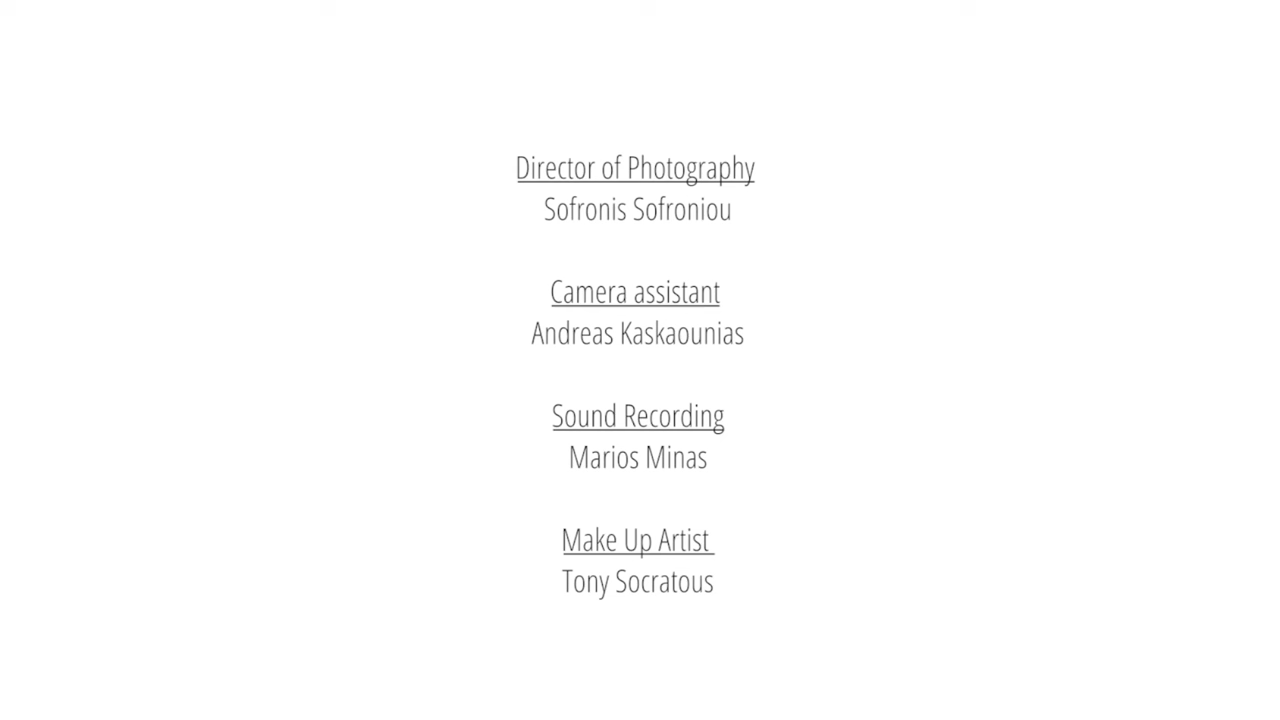 Director of Photography
Sofronis Sofroniou
Camera assistant
Andreas Kaskaounias
Sound Recording
Marios Minas
Make Up Artist
Tony Socratous